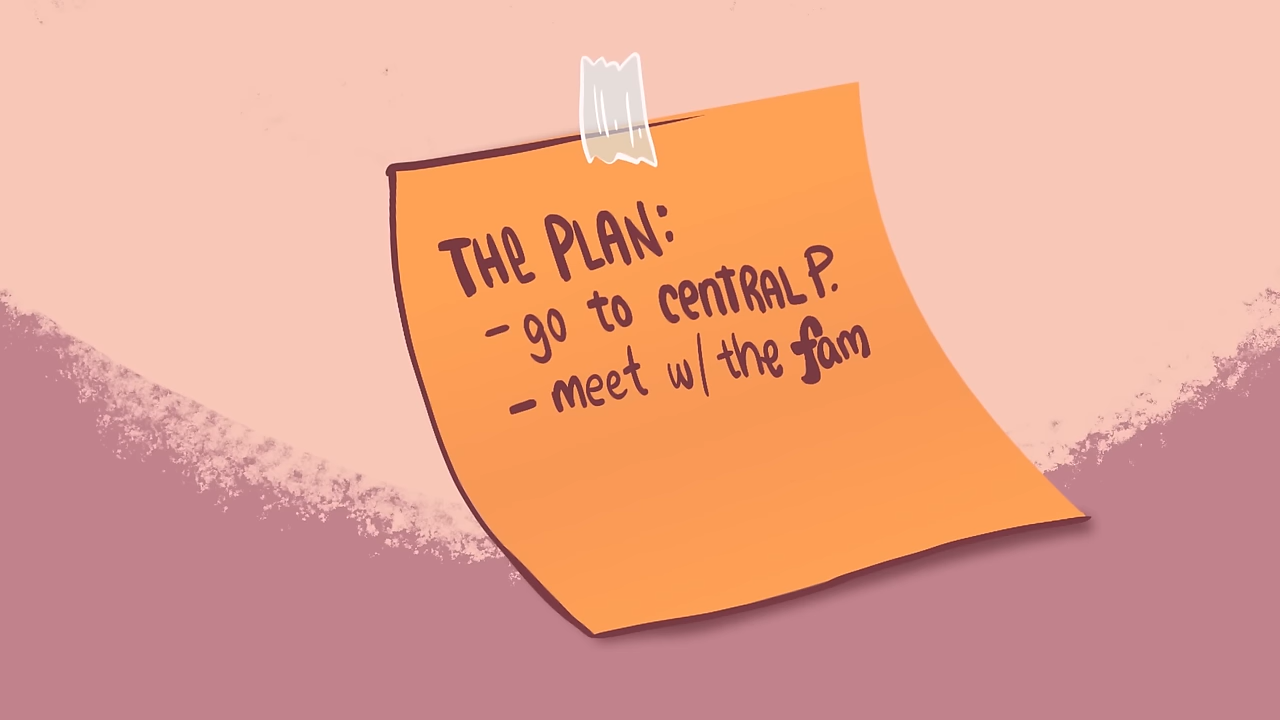 THe PLAN:
- go to centRAL P.
- meet w/ the fam